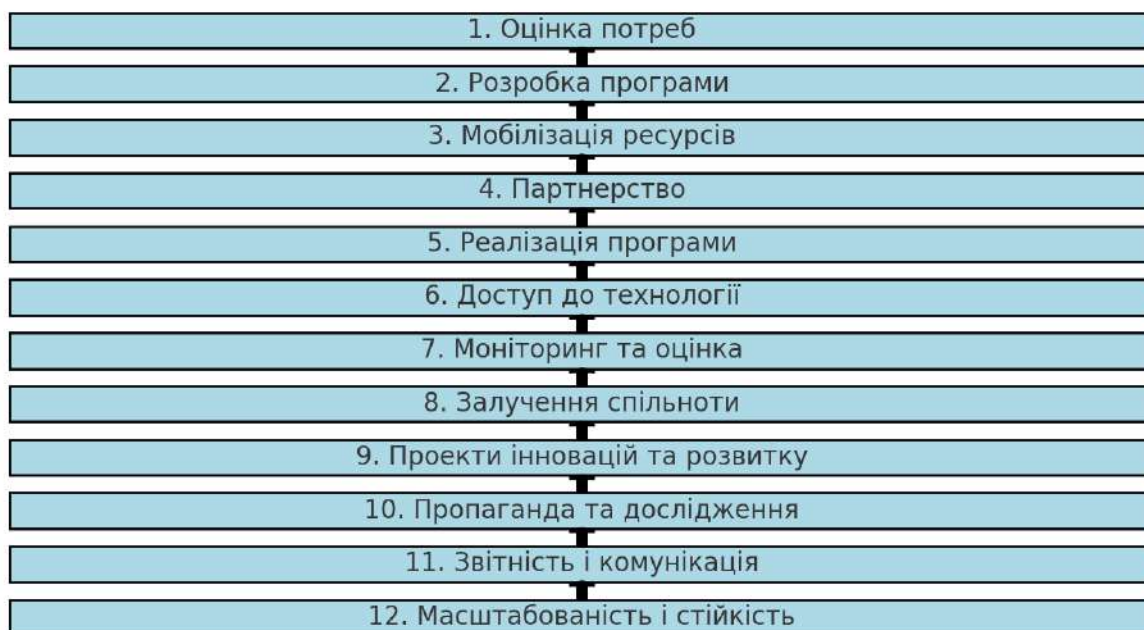 1. Оцінка потреб
2. Розробка програми
3. Мобілізація ресурсів
4. Партнерство
5. Реалізація програми
6. Доступ до технології
7. Моніторинг та оцінка
8. Залучення спільноти
9. Проекти інновацій та розвитку
10. Пропаганда та дослідження
11. Звітність і комунікація
12. Масштабованість і стійкість